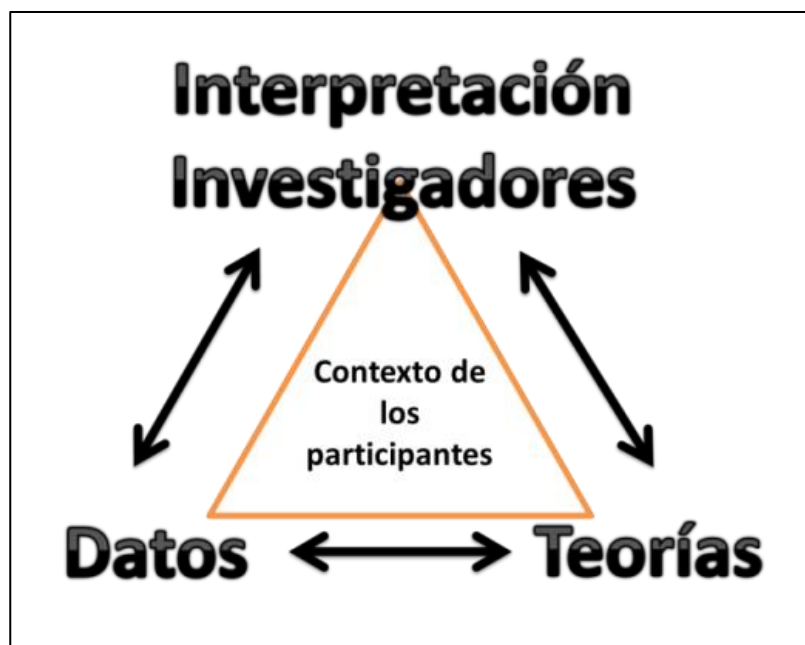 Interpretación
Investigadores
Contexto de
los
participantes
Datos
Teorías